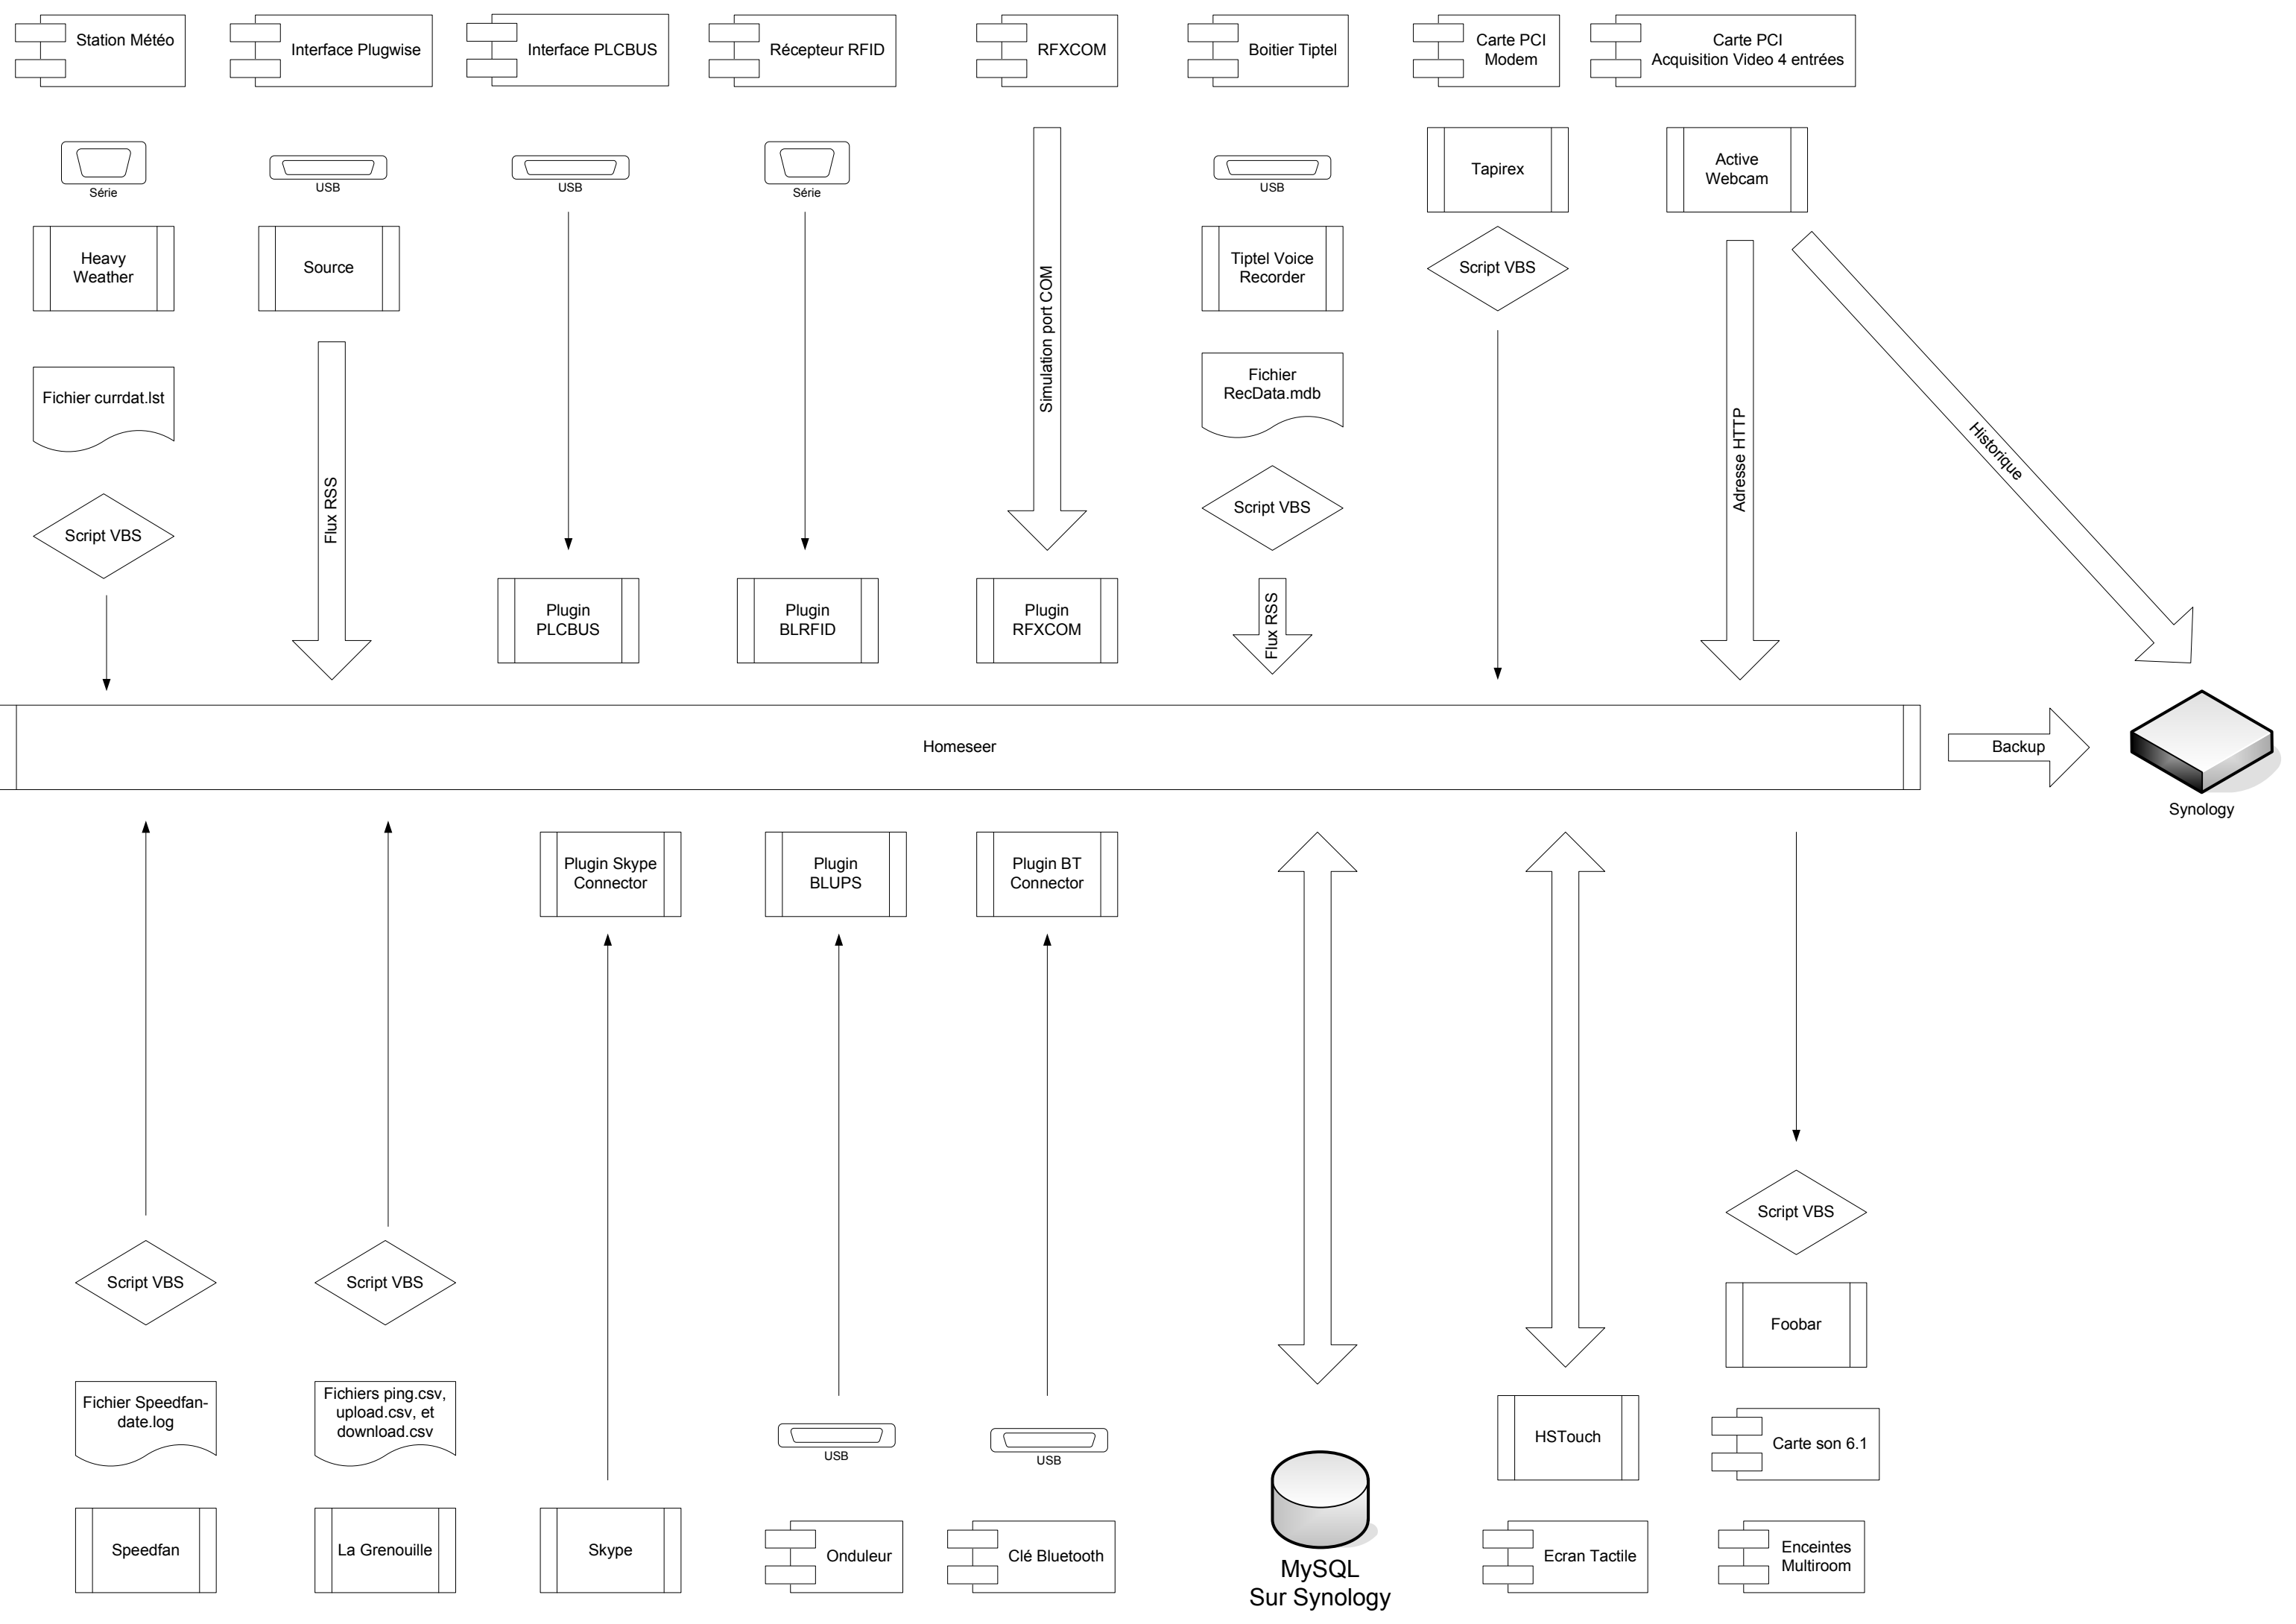 Station Météo
Interface Plugwise
Interface PLCBUS
Récepteur RFID
RFXCOM
Boitier Tiptel
Carte PCI
Modem
Carte PCI
Acquisition Video 4 entrées
Série
USB
USB
Série
USB
Tapirex
Active
Webcam
Heavy
Weather
Source
Simulation port COM
Tiptel Voice
Recorder
Script VBS
Fichier currdat.lst
Flux RSS
Fichier
RecData.mdb
Adresse HTTP
Historique
Script VBS
Script VBS
Plugin
PLCBUS
Plugin
BLRFID
Plugin
RFXCOM
Flux RSS
Homeseer
Backup
Synology
Plugin Skype
Connector
Plugin
BLUPS
Plugin BT
Connector
Script VBS
Script VBS
Script VBS
Foobar
Fichier Speedfan-
date.log
Fichiers ping.csv,
upload.csv, et
download.csv
USB
USB
HSTouch
Carte son 6.1
Speedfan
La Grenouille
Skype
Onduleur
Clé Bluetooth
MySQL
Sur Synology
Ecran Tactile
Enceintes
Multiroom